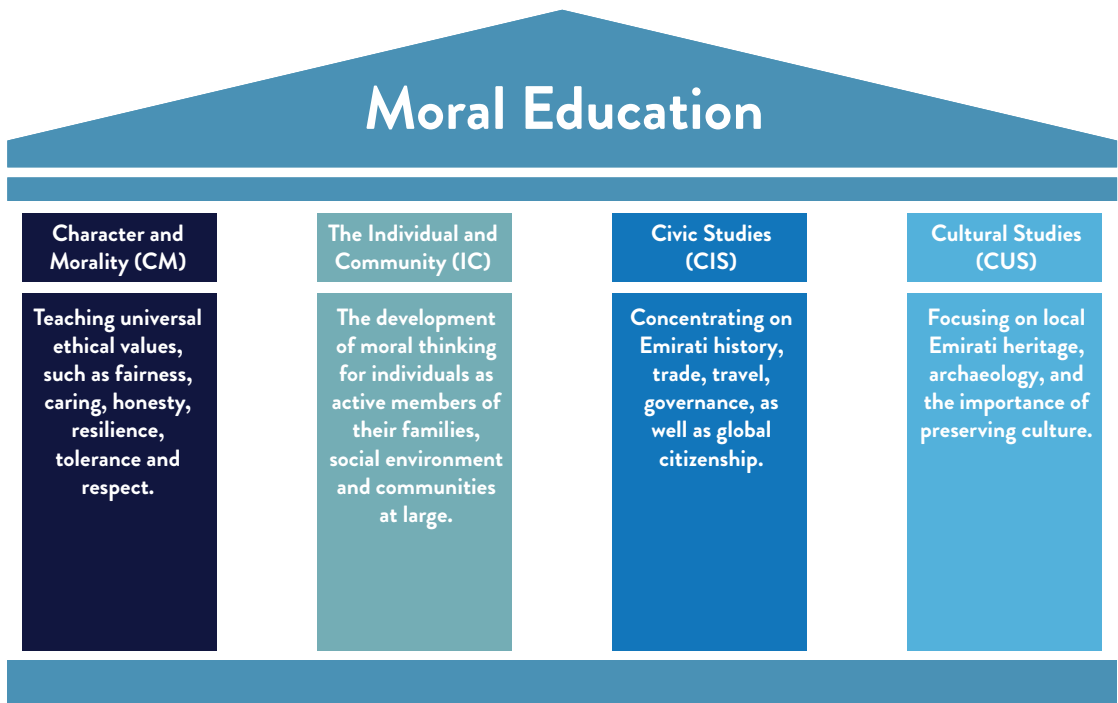 Moral Education
Character and
Morality (CM)
Teaching universal
ethical values,
such as fairness,
caring, honesty,
resilience,
tolerance and
respect.
The Individual and
Community (IC)
The development
of moral thinking
for individuals as
active members of
their families,
social environment
and communities
at large.
Civic Studies
(CIS)
Concentrating on
Emirati history,
trade, travel,
governance, as
well as global
citizenship.
Cultural Studies
(CUS)
Focusing on local
Emirati heritage,
archaeology, and
the importance of
preserving culture.